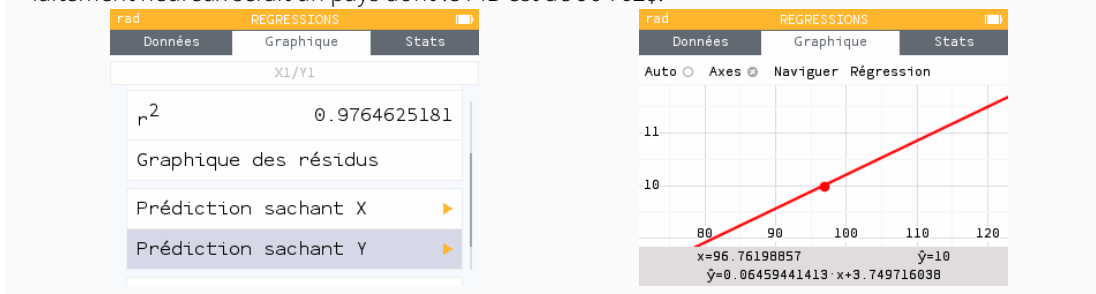 rad REGRESSIONS
Données Graphique Stats
X1/Y1
r2 0.9764625181
Graphique des résidus
Prédiction sachant X
Prédiction sachant Y
rad REGRESSIONS
Données Graphique Stats
Auto Axes Naviguer Régression
11
10
80 90 100 110 120
x=96.76198857 ŷ=10
ŷ=0.06459441413·x+3.749716038